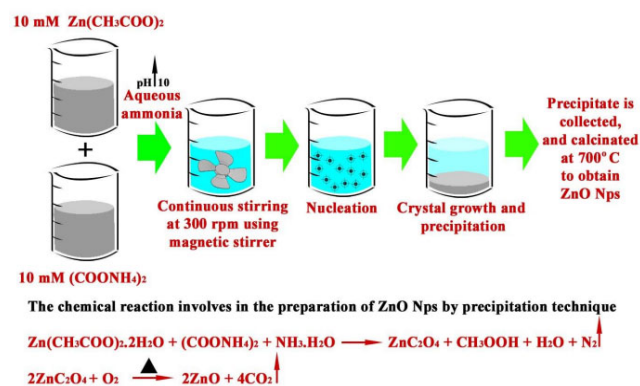 10 mM Zn(CH3COO)2
pH 10
Aqueous
ammonia
+
10 mM (COONH4)2
Continuous stirring
at 300 rpm using
magnetic stirrer
Nucleation
Crystal growth and
precipitation
Precipitate is
collected,
and calcinated
at 700° C
to obtain
ZnO Nps
The chemical reaction involves in the preparation of ZnO Nps by precipitation technique
Zn(CH3COO)2.2H2O + (COONH4)2 + NH3.H2O → ZnC2O4 + CH3OOH + H2O + N2↑
2ZnC2O4 + O2 → 2ZnO + 4CO2↑